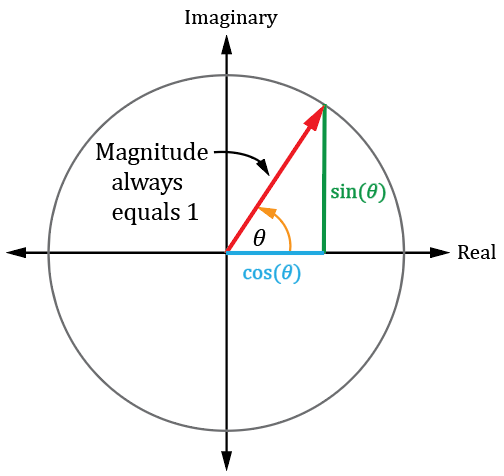 Imaginary
Magnitude
always
equals 1
sin(θ)
θ
Real
cos(θ)